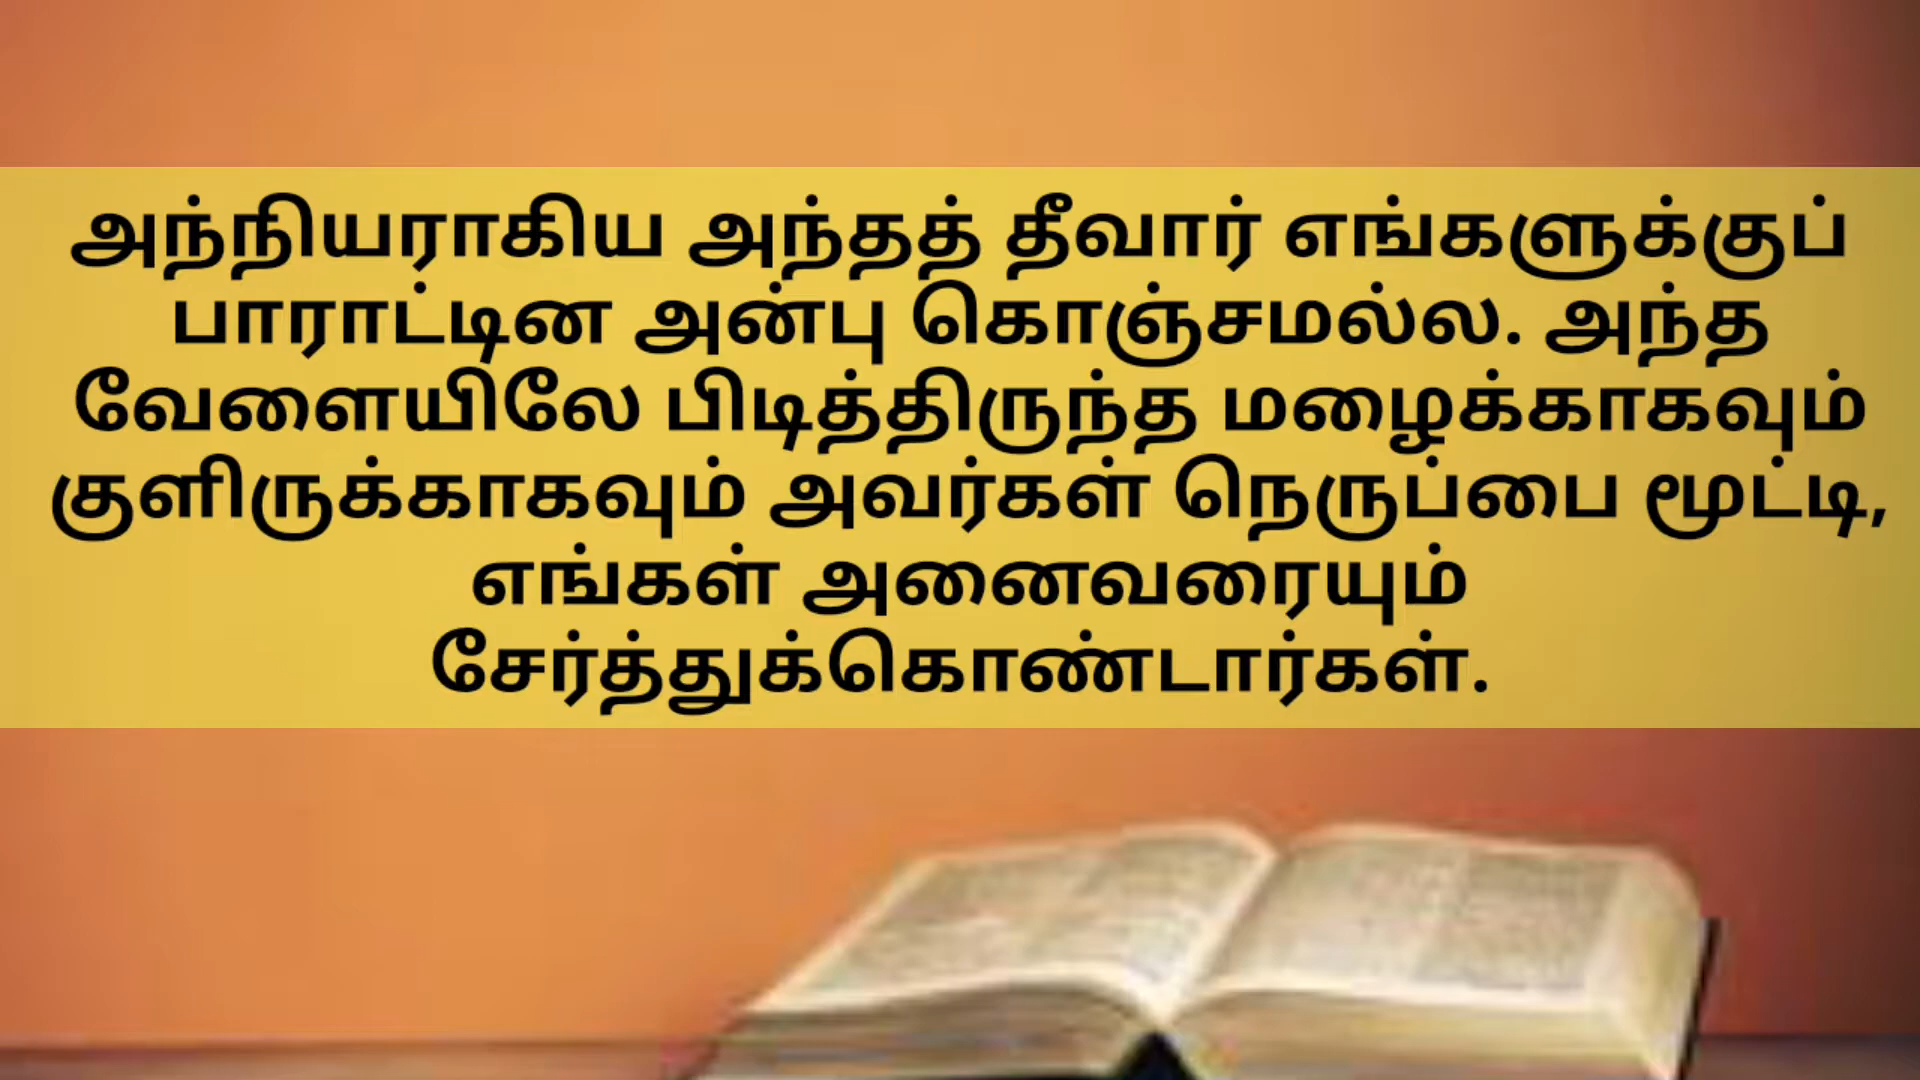 அந்நியராகிய அந்தத் தீவார் எங்களுக்குப்
பாராட்டின அன்பு கொஞ்சமல்ல. அந்த
வேளையிலே பிடித்திருந்த மழைக்காகவும்
குளிருக்காகவும் அவர்கள் நெருப்பை மூட்டி,
எங்கள் அனைவரையும்
சேர்த்துக்கொண்டார்கள்.